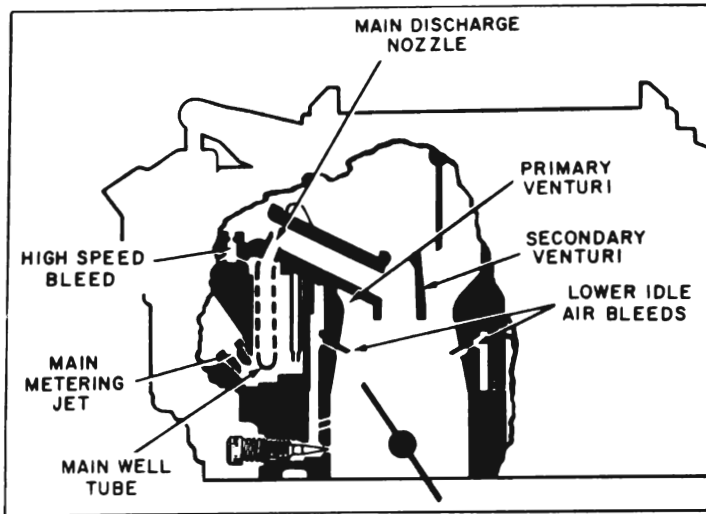 MAIN DISCHARGE
NOZZLE
PRIMARY
VENTURI
HIGH SPEED
BLEED
SECONDARY
VENTURI
LOWER IDLE
AIR BLEEDS
MAIN
METERING
JET
MAIN WELL
TUBE